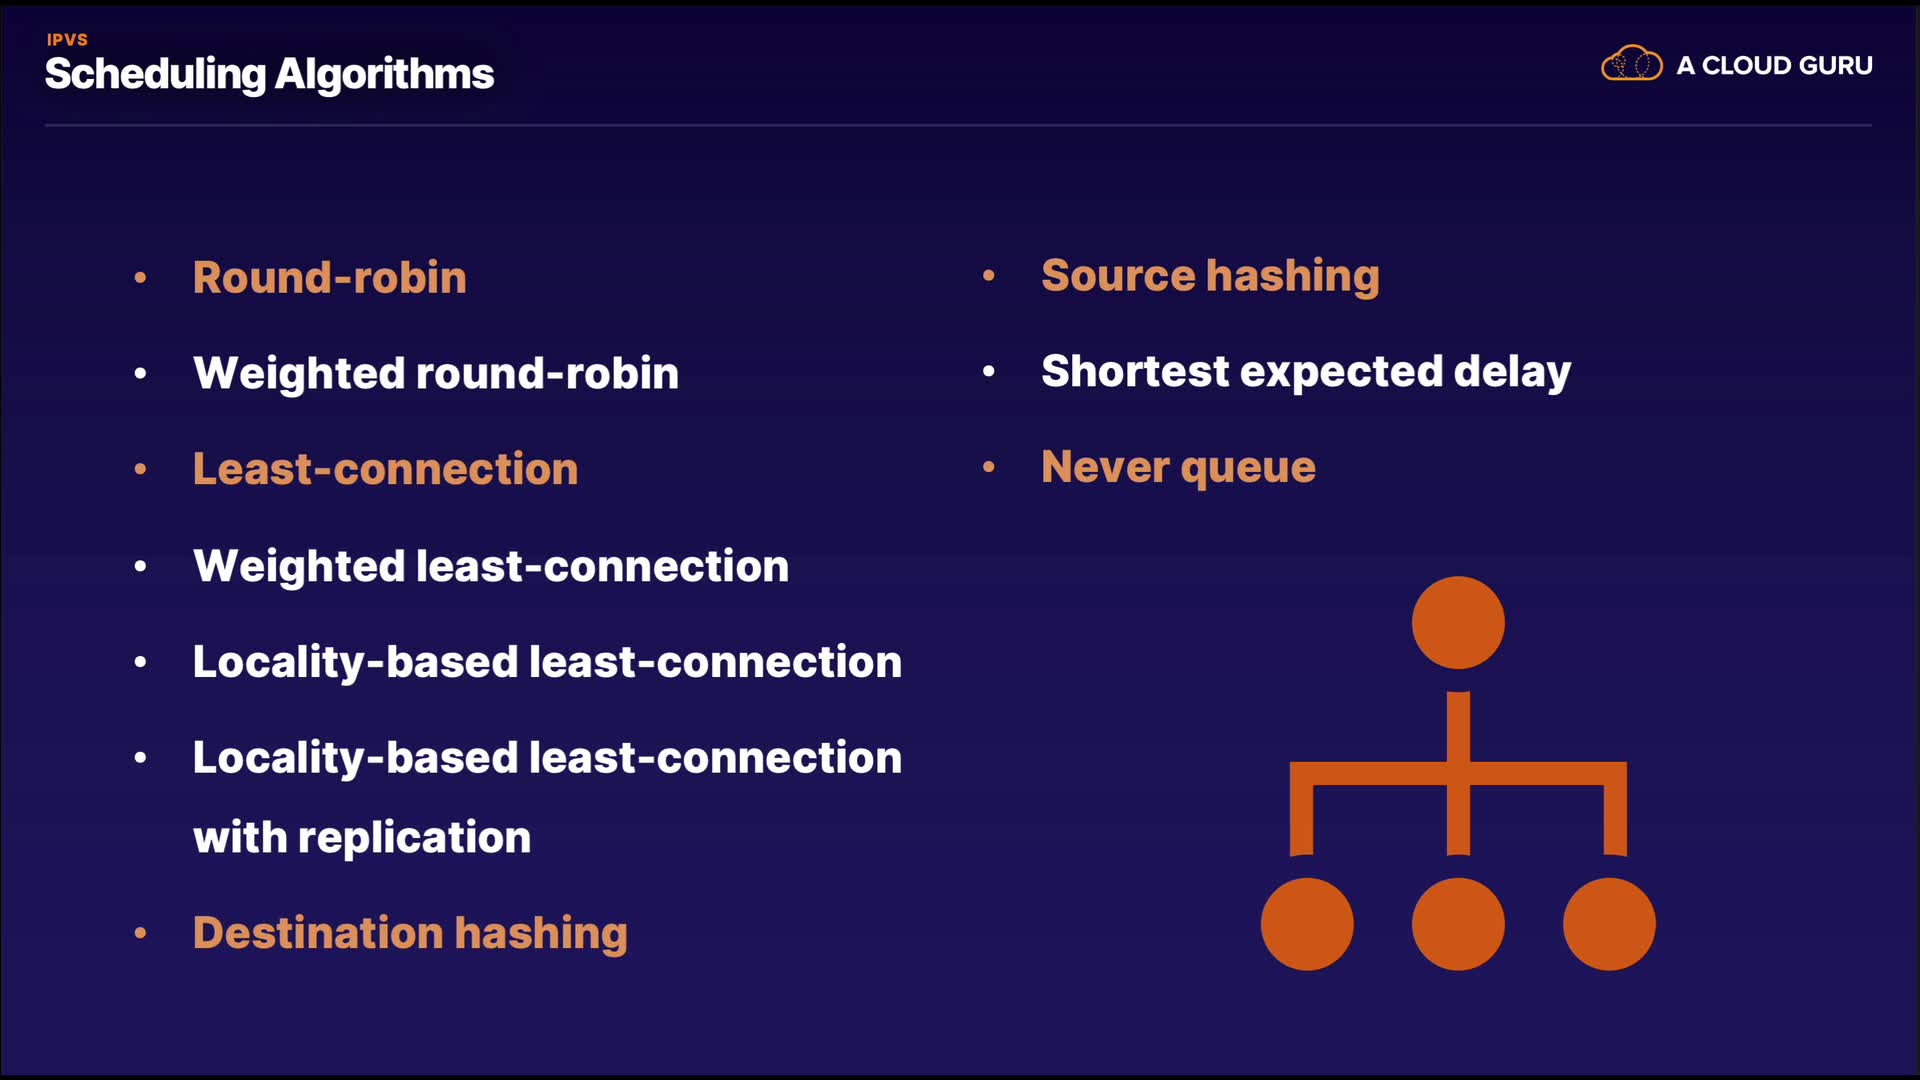 IPVS
Scheduling Algorithms
A CLOUD GURU
• Round-robin
• Weighted round-robin
• Least-connection
• Weighted least-connection
• Locality-based least-connection
• Locality-based least-connection
with replication
• Destination hashing
• Source hashing
• Shortest expected delay
• Never queue